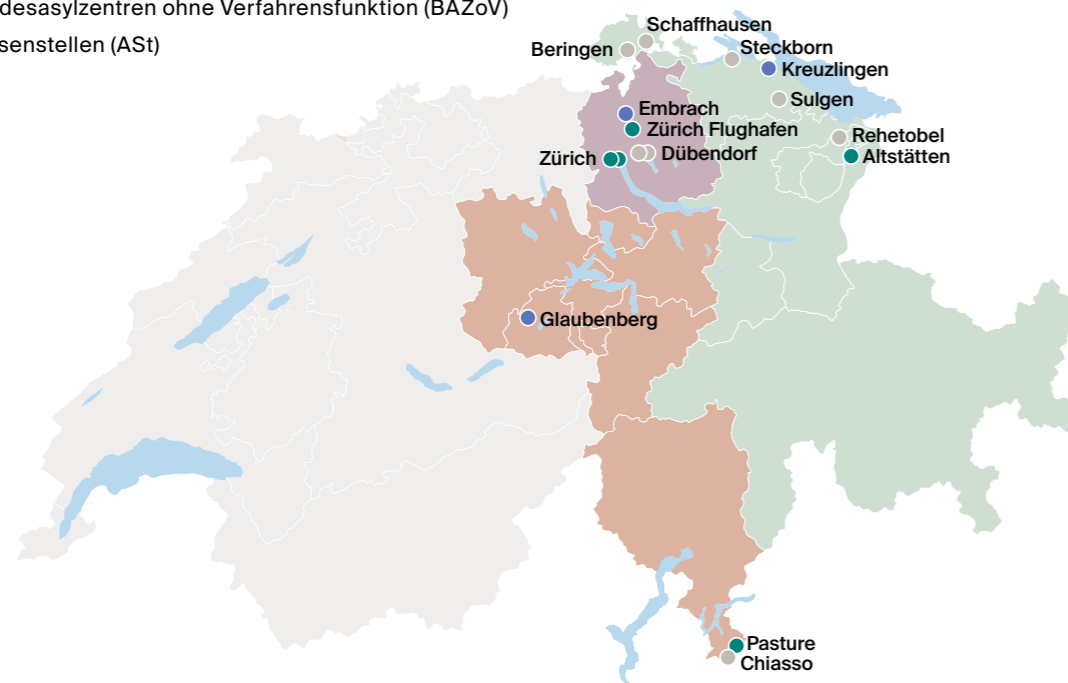 desasylzentren ohne Verfahrensfunktion (BAZoV)
senstellen (ASt)
Schaffhausen
Beringen
Steckborn
Kreuzlingen
Sulgen
Embrach
Zürich Flughafen
Rehetobel
Zürich
Dübendorf
Altstätten
Glaubenberg
Pasture
Chiasso